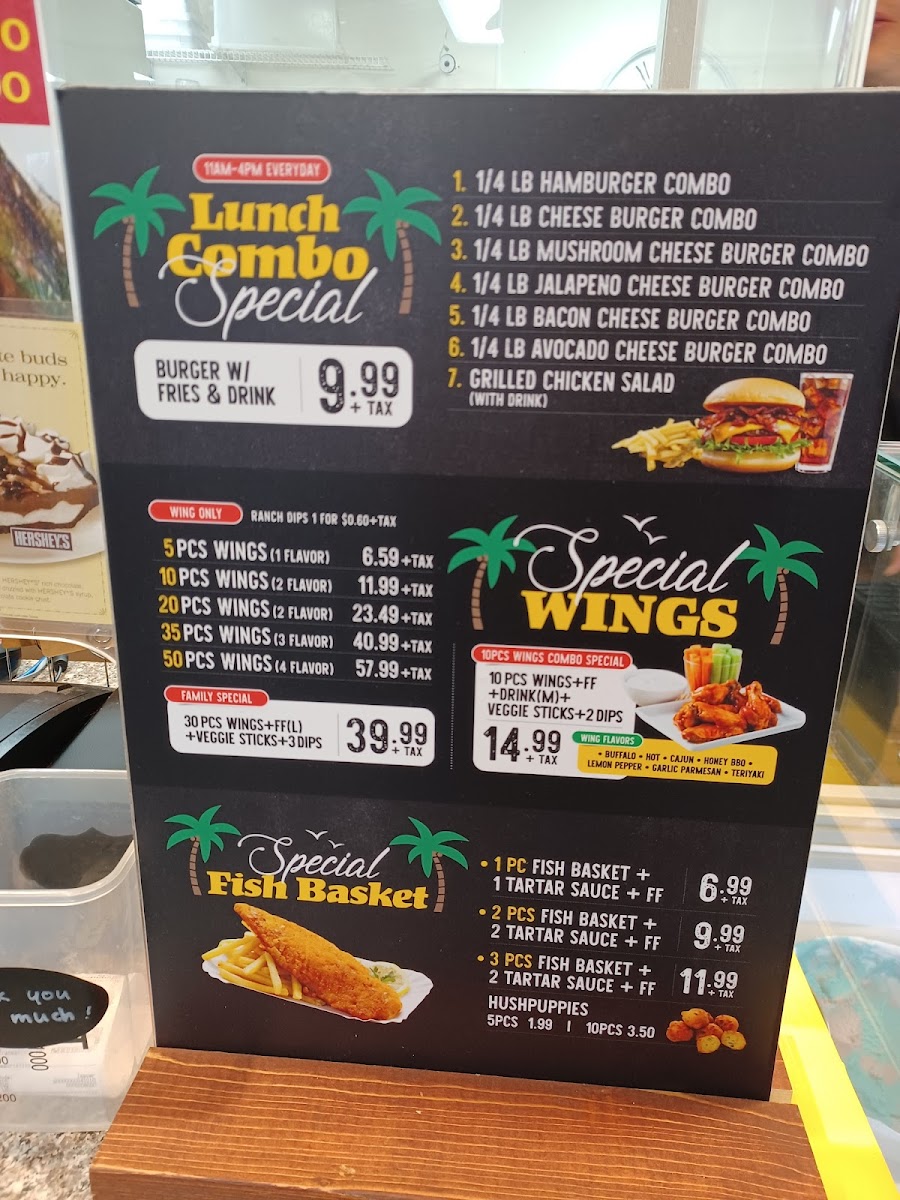 11AM-4PM EVERYDAY
Lunch
Combo
Special
BURGER W/
FRIES & DRINK
9.99
+ TAX
1. 1/4 LB HAMBURGER COMBO
2. 1/4 LB CHEESE BURGER COMBO
3. 1/4 LB MUSHROOM CHEESE BURGER COMBO
4. 1/4 LB JALAPENO CHEESE BURGER COMBO
5. 1/4 LB BACON CHEESE BURGER COMBO
6. 1/4 LB AVOCADO CHEESE BURGER COMBO
7. GRILLED CHICKEN SALAD
(WITH DRINK)
WING ONLY RANCH DIPS 1 FOR $0.60+TAX
5 PCS WINGS (1 FLAVOR) 6.59 +TAX
10 PCS WINGS (2 FLAVOR) 11.99 +TAX
20 PCS WINGS (2 FLAVOR) 23.49 +TAX
35 PCS WINGS (3 FLAVOR) 40.99 +TAX
50 PCS WINGS (4 FLAVOR) 57.99 +TAX
FAMILY SPECIAL
30 PCS WINGS+FF(L)
+VEGGIE STICKS+3 DIPS
39.99
+ TAX
Special
WINGS
10PCS WINGS COMBO SPECIAL
10 PCS WINGS+FF
+DRINK(M)+
VEGGIE STICKS+2 DIPS
14.99
+ TAX
WING FLAVORS
• BUFFALO • HOT • CAJUN • HONEY BBQ •
LEMON PEPPER • GARLIC PARMESAN • TERIYAKI
Special
Fish Basket
• 1 PC FISH BASKET +
1 TARTAR SAUCE + FF
6.99
+ TAX
• 2 PCS FISH BASKET +
2 TARTAR SAUCE + FF
9.99
+ TAX
• 3 PCS FISH BASKET +
2 TARTAR SAUCE + FF
11.99
+ TAX
HUSHPUPPIES
5PCS 1.99 | 10PCS 3.50
buds
happy.
HERSHEY'S
you
much!